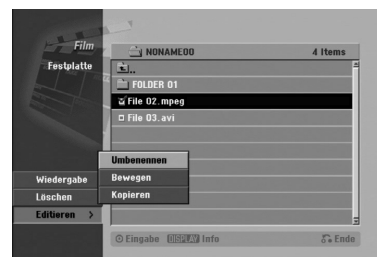 Film
Festplatte
NONAME00 4 Items
..
FOLDER 01
File 02.mpeg
File 03.avi
Umbenennen
Bewegen
Kopieren
Wiedergabe
Löschen
Editieren >
Eingabe DISPLAY Info Ende